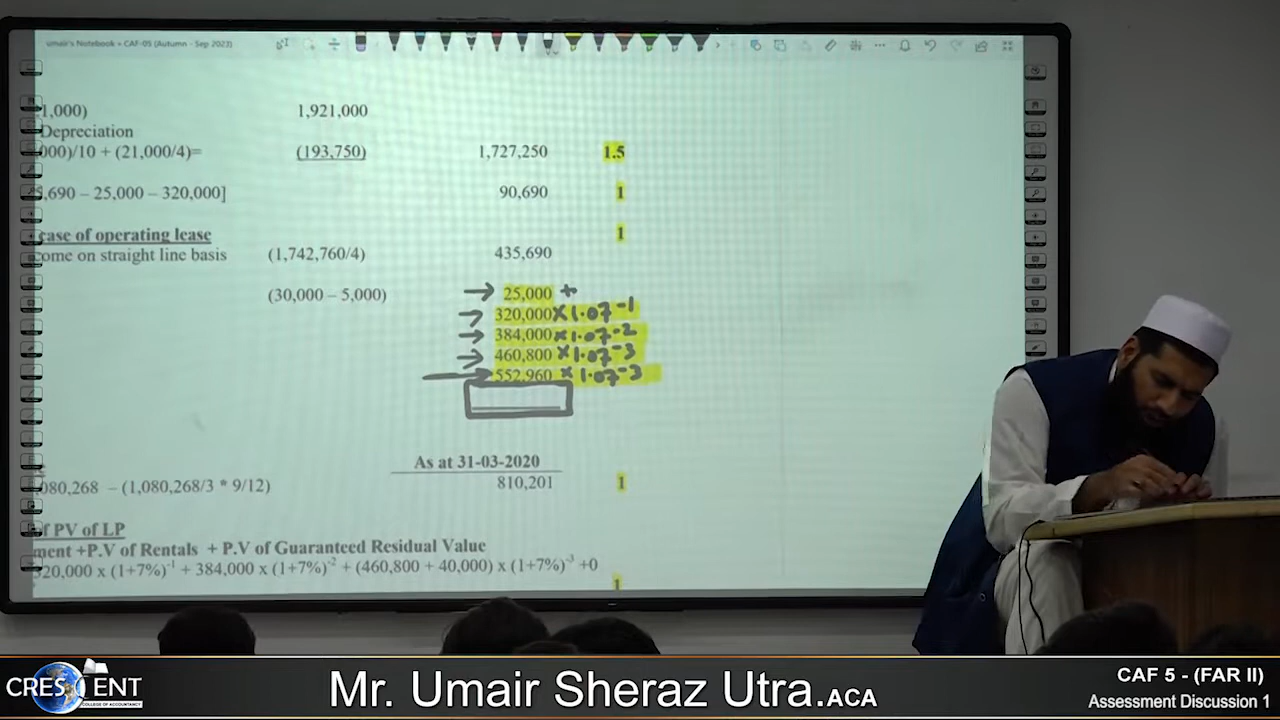 umair's Notebook » CAF-05 (Autumn - Sep 2023)
1,000) 1,921,000
Depreciation
000)/10 + (21,000/4)= (193,750) 1,727,250 1.5
,690 – 25,000 – 320,000] 90,690 1
case of operating lease 1
come on straight line basis (1,742,760/4) 435,690
(30,000 – 5,000) → 25,000 +
→ 320,000 × 1.07⁻¹
→ 384,000 × 1.07⁻²
→ 460,800 × 1.07⁻³
→ 552,960 × 1.07⁻³
As at 31-03-2020
,080,268 – (1,080,268/3 * 9/12) 810,201 1
f PV of LP
ment +P.V of Rentals + P.V of Guaranteed Residual Value
320,000 x (1+7%)⁻¹ + 384,000 x (1+7%)⁻² + (460,800 + 40,000) x (1+7%)⁻³ +0
1
CRESCENT
COLLEGE OF ACCOUNTANCY
Mr. Umair Sheraz Utra.ACA
CAF 5 - (FAR II)
Assessment Discussion 1